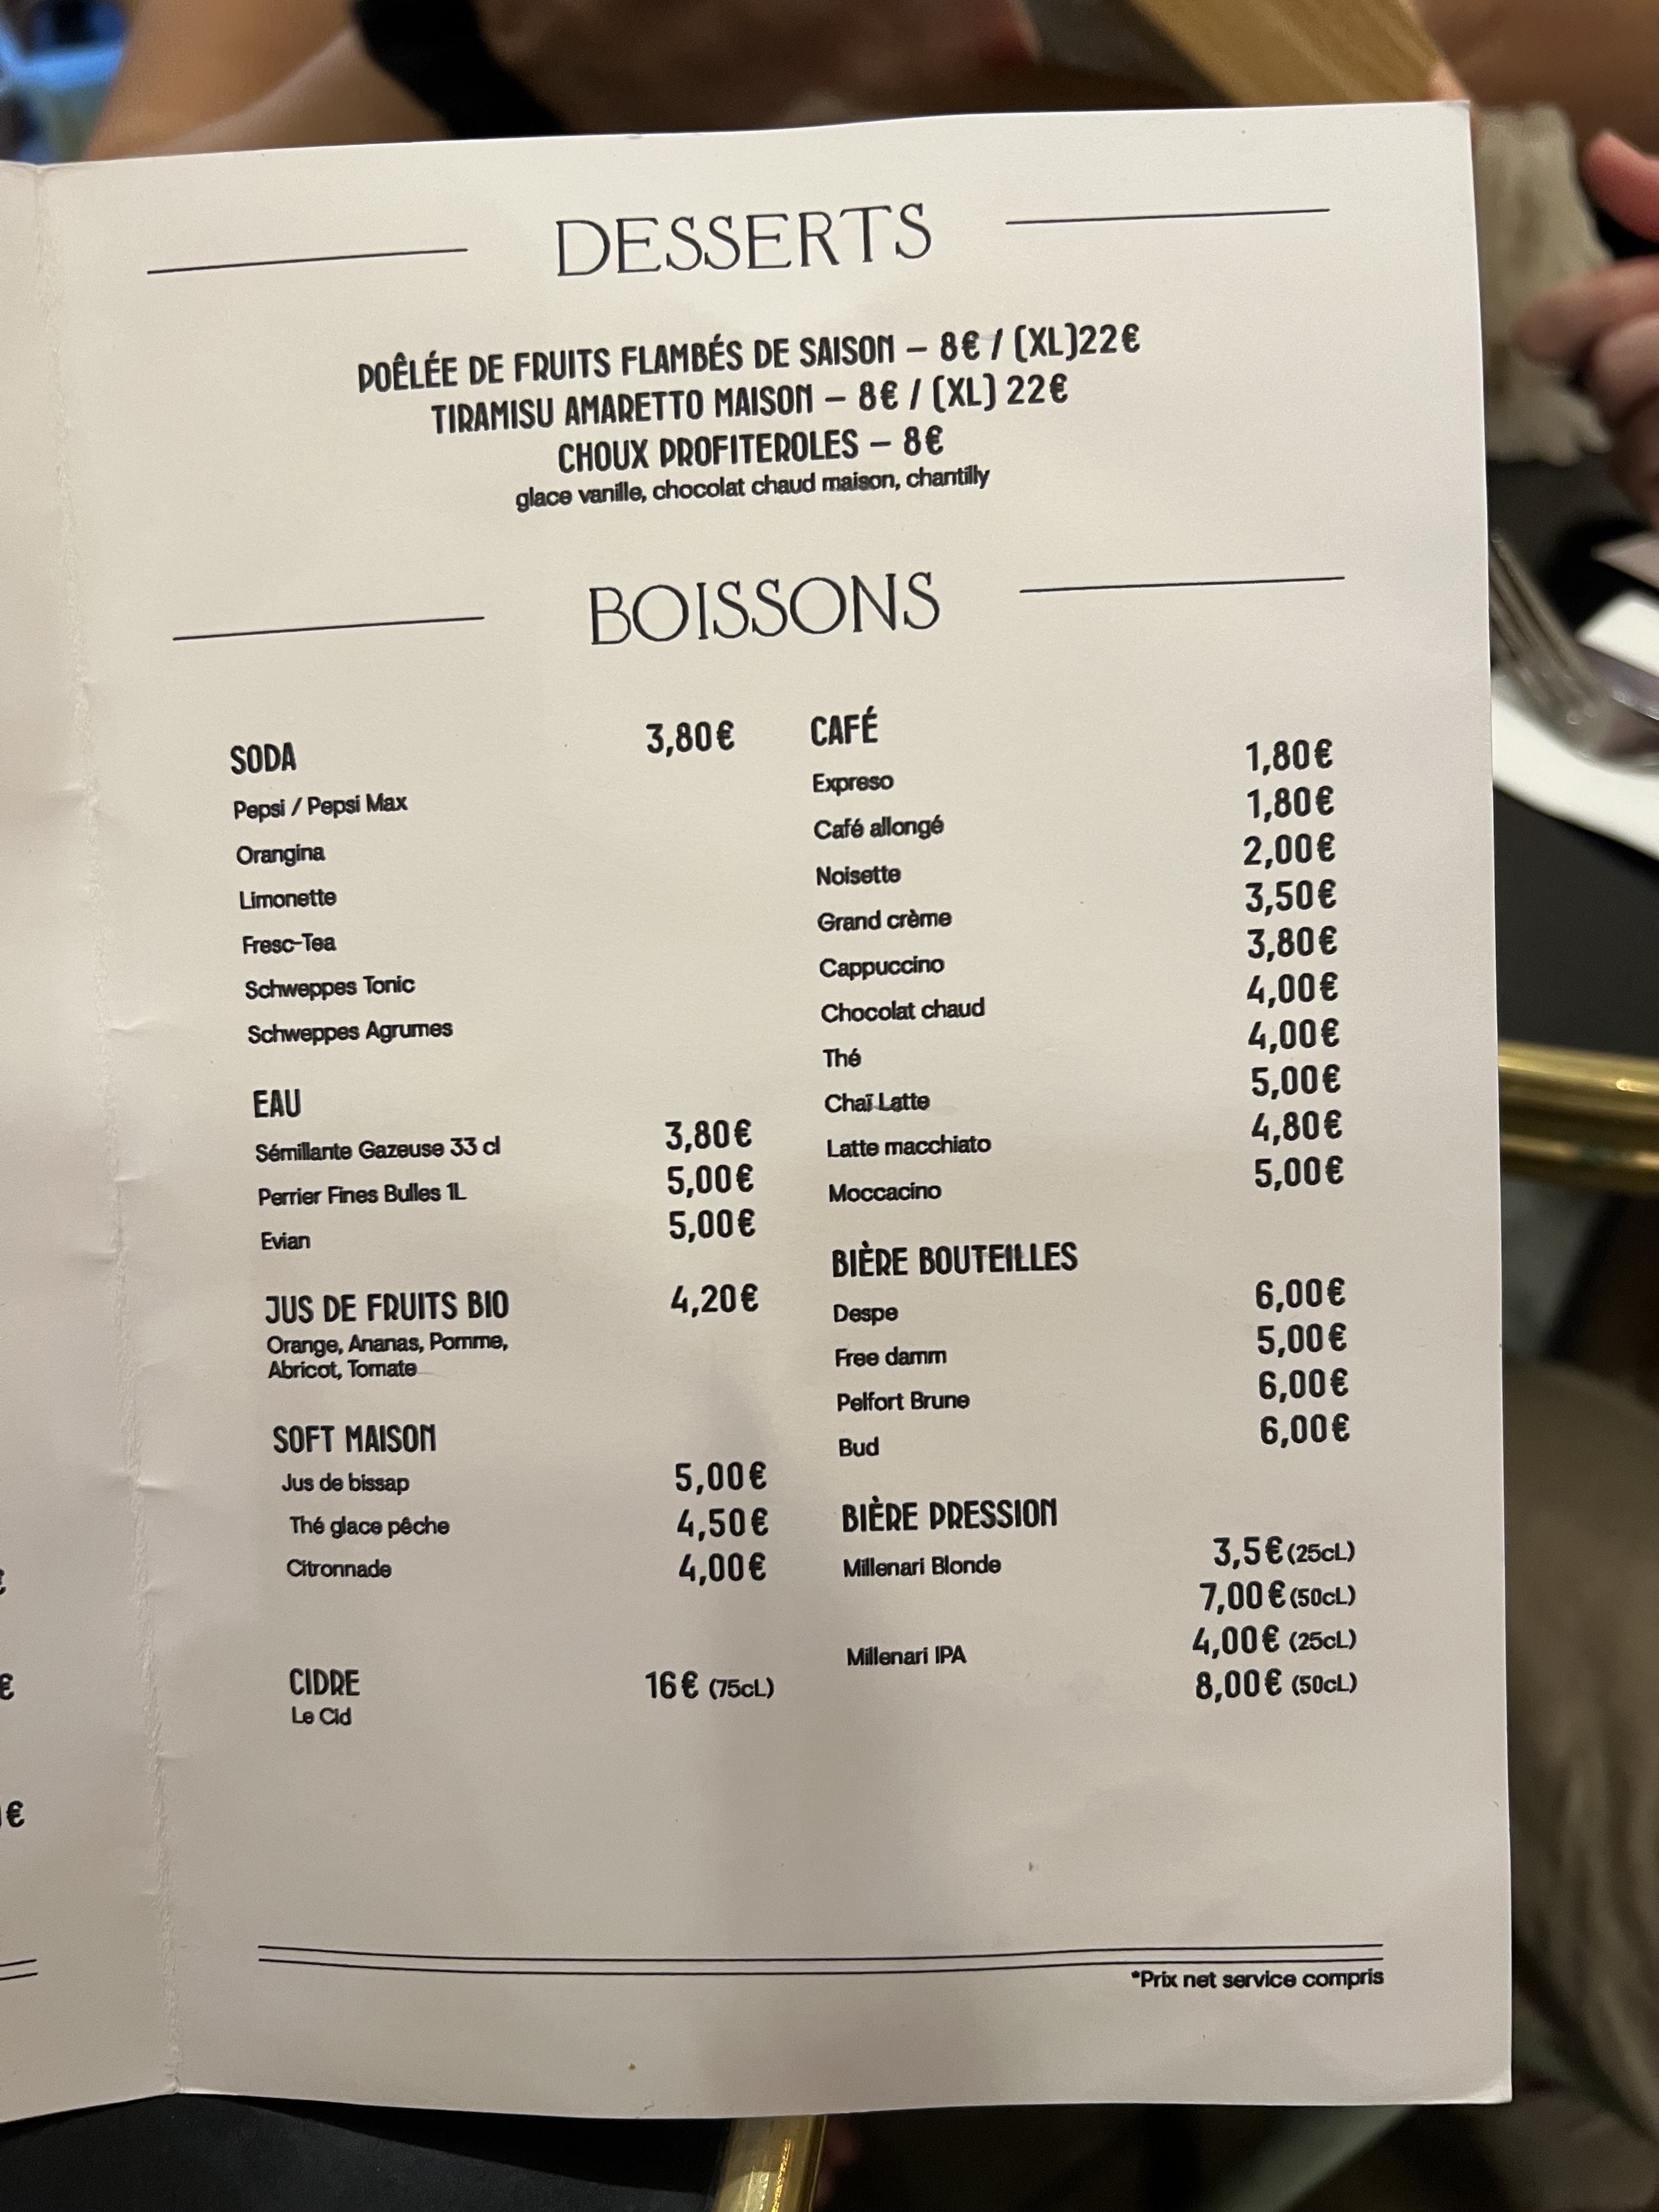 DESSERTS
POÊLÉE DE FRUITS FLAMBÉS DE SAISON – 8€ / (XL)22€
TIRAMISU AMARETTO MAISON – 8€ / (XL) 22€
CHOUX PROFITEROLES – 8€
glace vanille, chocolat chaud maison, chantilly
BOISSONS
SODA 3,80€
Pepsi / Pepsi Max
Orangina
Limonette
Fresc-Tea
Schweppes Tonic
Schweppes Agrumes
EAU
Sémillante Gazeuse 33 cl 3,80€
Perrier Fines Bulles 1L 5,00€
Evian 5,00€
JUS DE FRUITS BIO 4,20€
Orange, Ananas, Pomme,
Abricot, Tomate
SOFT MAISON
Jus de bissap 5,00€
Thé glace pêche 4,50€
Citronnade 4,00€
CIDRE 16€ (75cL)
Le Cid
CAFÉ
Expreso 1,80€
Café allongé 1,80€
Noisette 2,00€
Grand crème 3,50€
Cappuccino 3,80€
Chocolat chaud 4,00€
Thé 4,00€
Chaï Latte 5,00€
Latte macchiato 4,80€
Moccacino 5,00€
BIÈRE BOUTEILLES
Despe 6,00€
Free damm 5,00€
Pelfort Brune 6,00€
Bud 6,00€
BIÈRE PRESSION
Millenari Blonde 3,5€ (25cL)
7,00€ (50cL)
Millenari IPA 4,00€ (25cL)
8,00€ (50cL)
*Prix net service compris